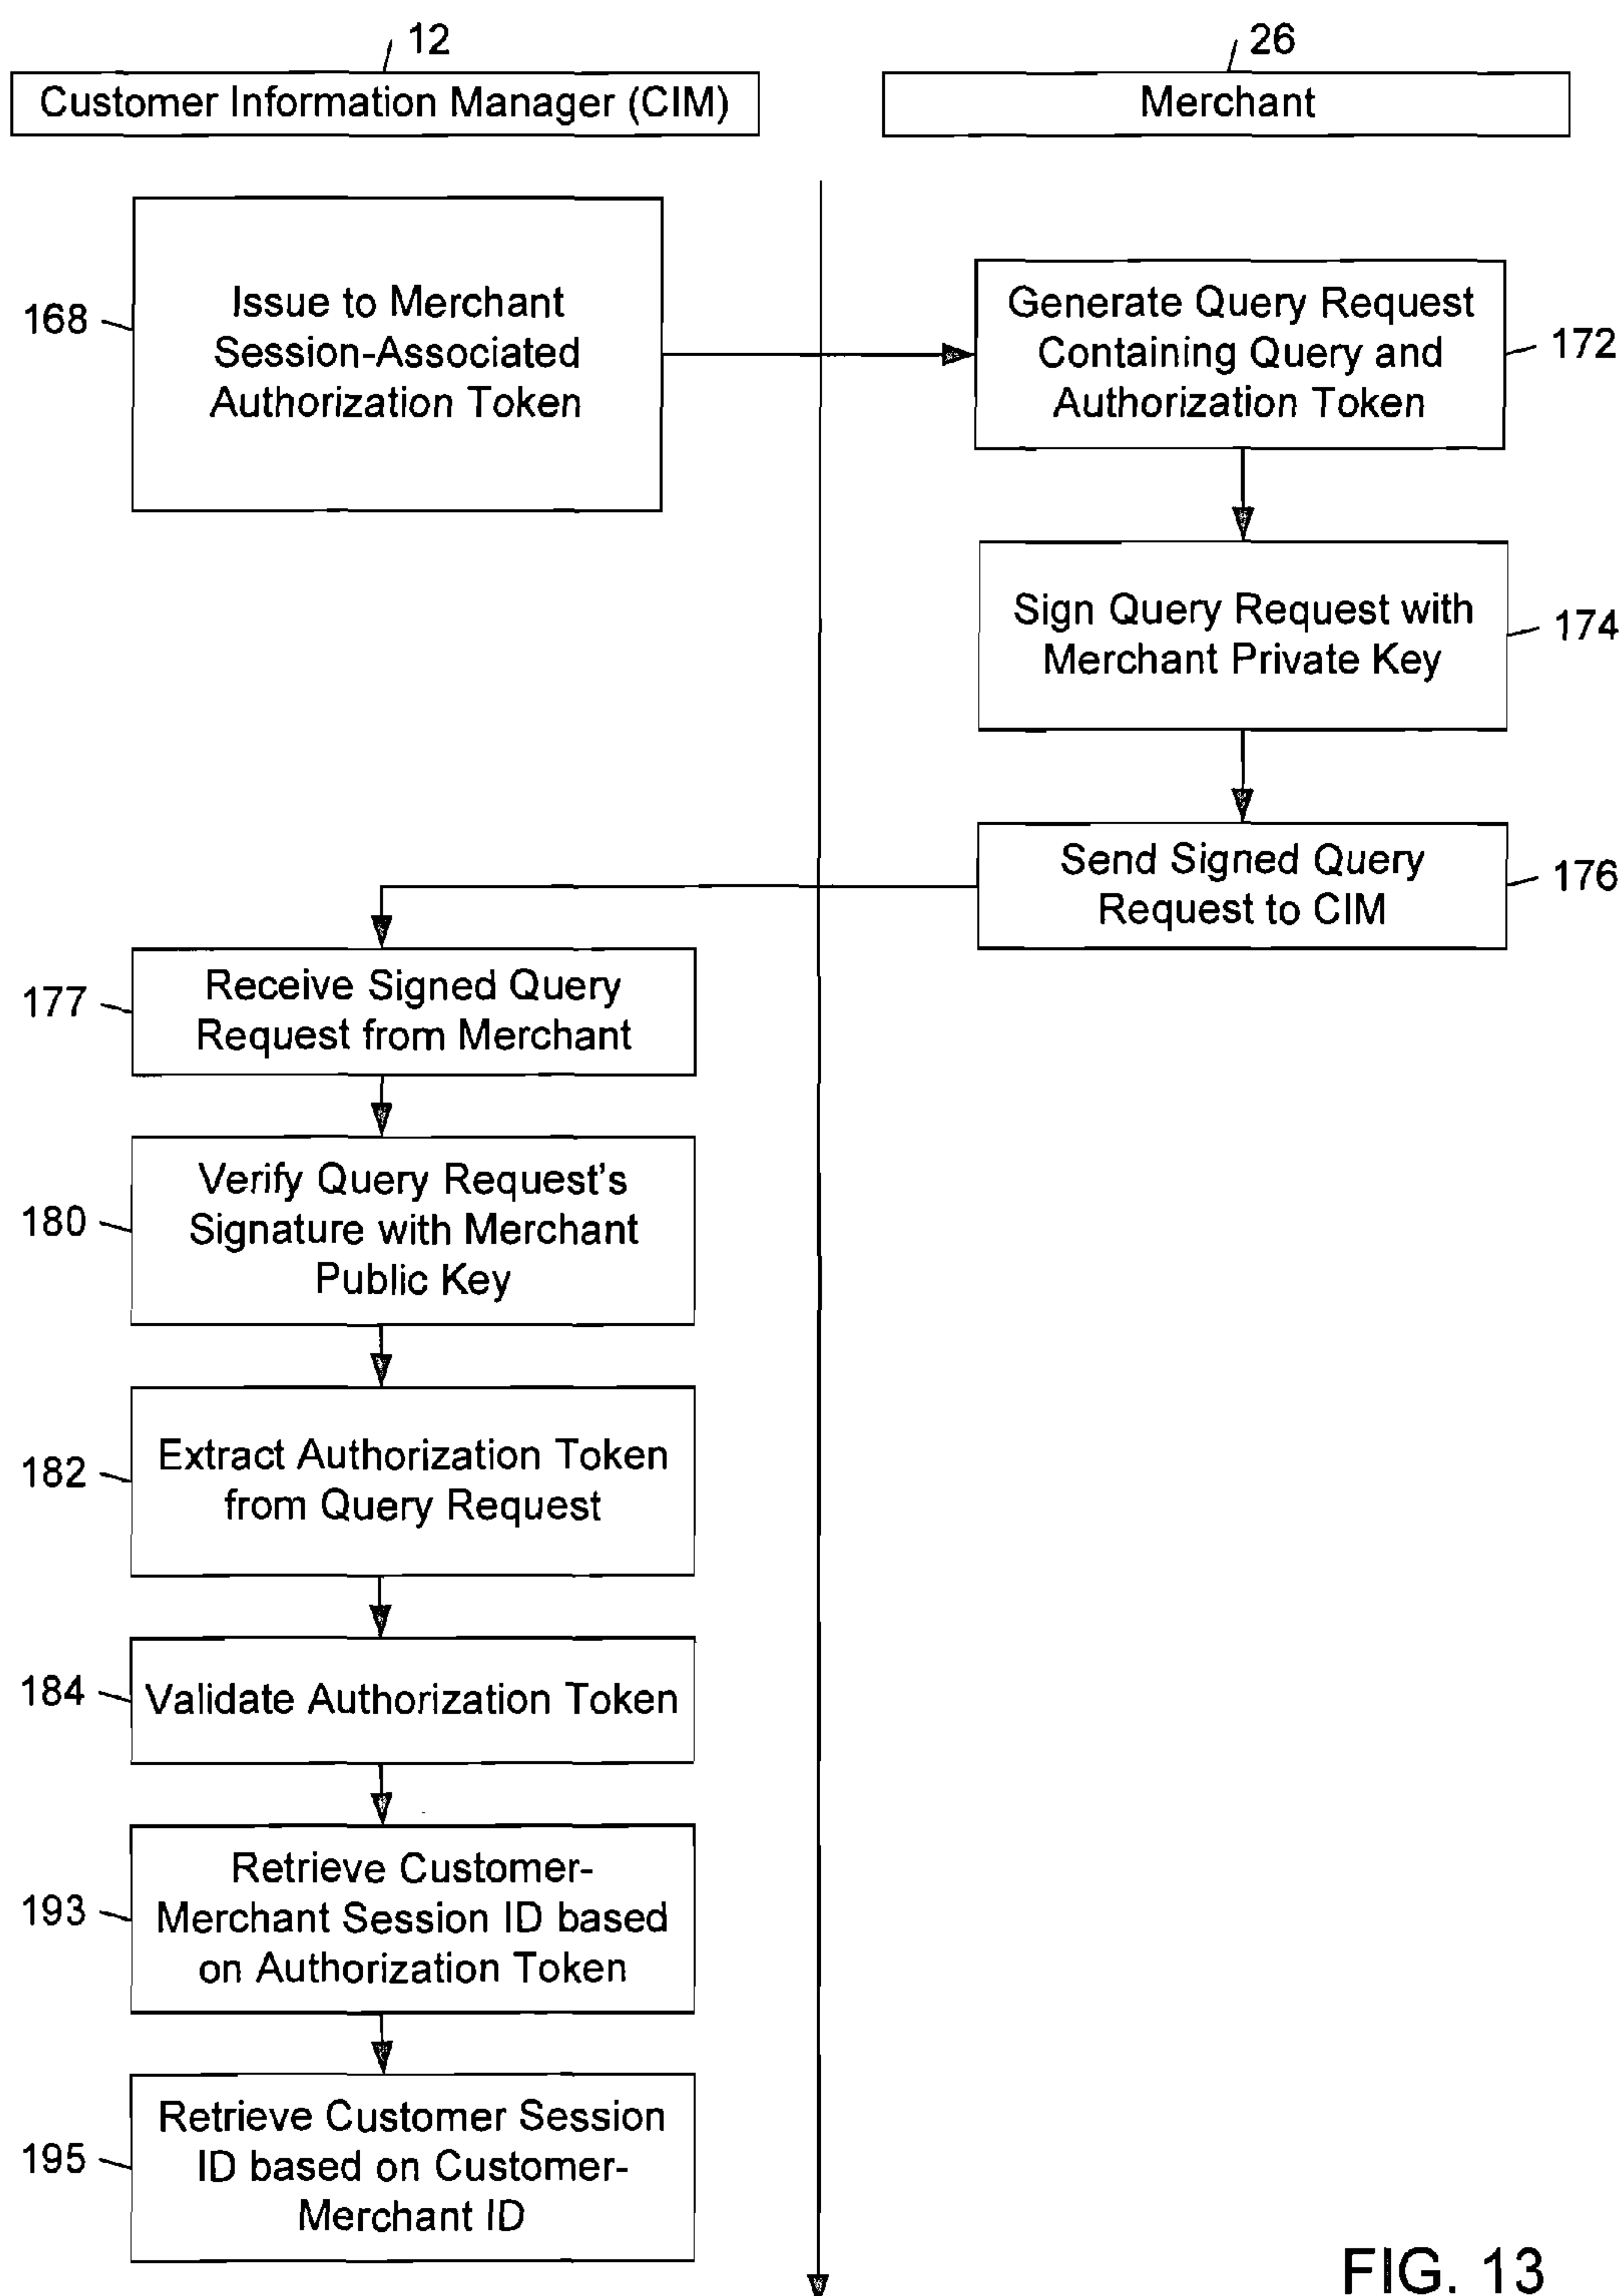 12
26
Customer Information Manager (CIM)
Merchant
168
Issue to Merchant
Session-Associated
Authorization Token
Generate Query Request
Containing Query and
Authorization Token
172
Sign Query Request with
Merchant Private Key
174
Send Signed Query
Request to CIM
176
177
Receive Signed Query
Request from Merchant
180
Verify Query Request's
Signature with Merchant
Public Key
182
Extract Authorization Token
from Query Request
184
Validate Authorization Token
193
Retrieve Customer-
Merchant Session ID based
on Authorization Token
195
Retrieve Customer Session
ID based on Customer-
Merchant ID
FIG. 13